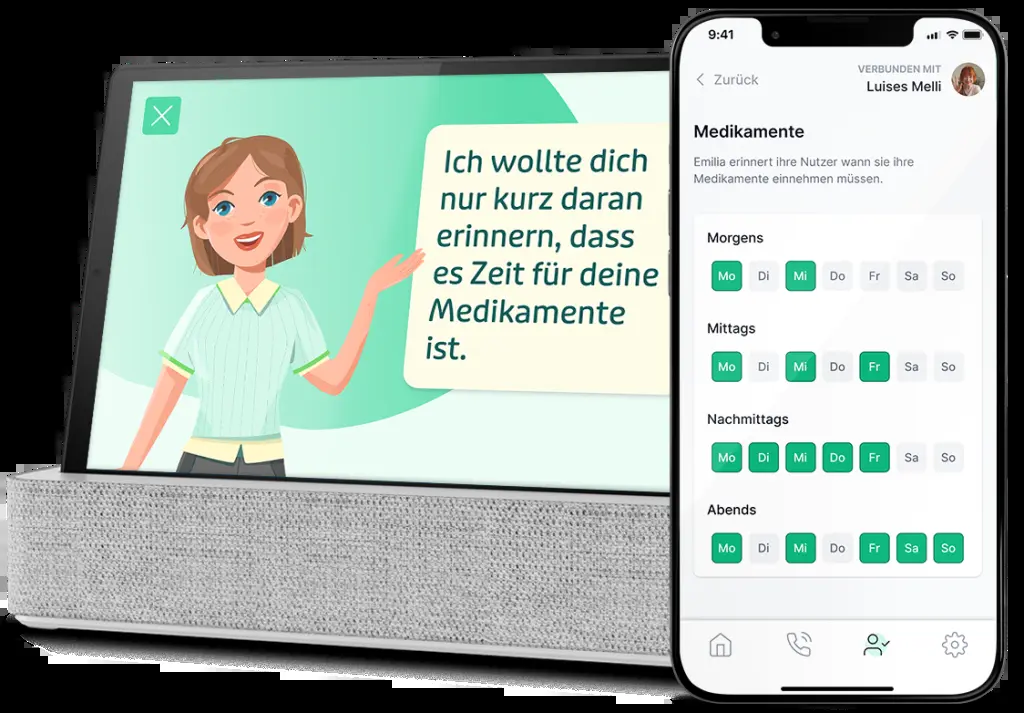 Ich wollte dich
nur kurz daran
erinnern, dass
es Zeit für deine
Medikamente
ist.
9:41
Zurück
VERBUNDEN MIT
Luises Melli
Medikamente
Emilia erinnert ihre Nutzer wann sie ihre
Medikamente einnehmen müssen.
Morgens
Mo Di Mi Do Fr Sa So
Mittags
Mo Di Mi Do Fr Sa So
Nachmittags
Mo Di Mi Do Fr Sa So
Abends
Mo Di Mi Do Fr Sa So